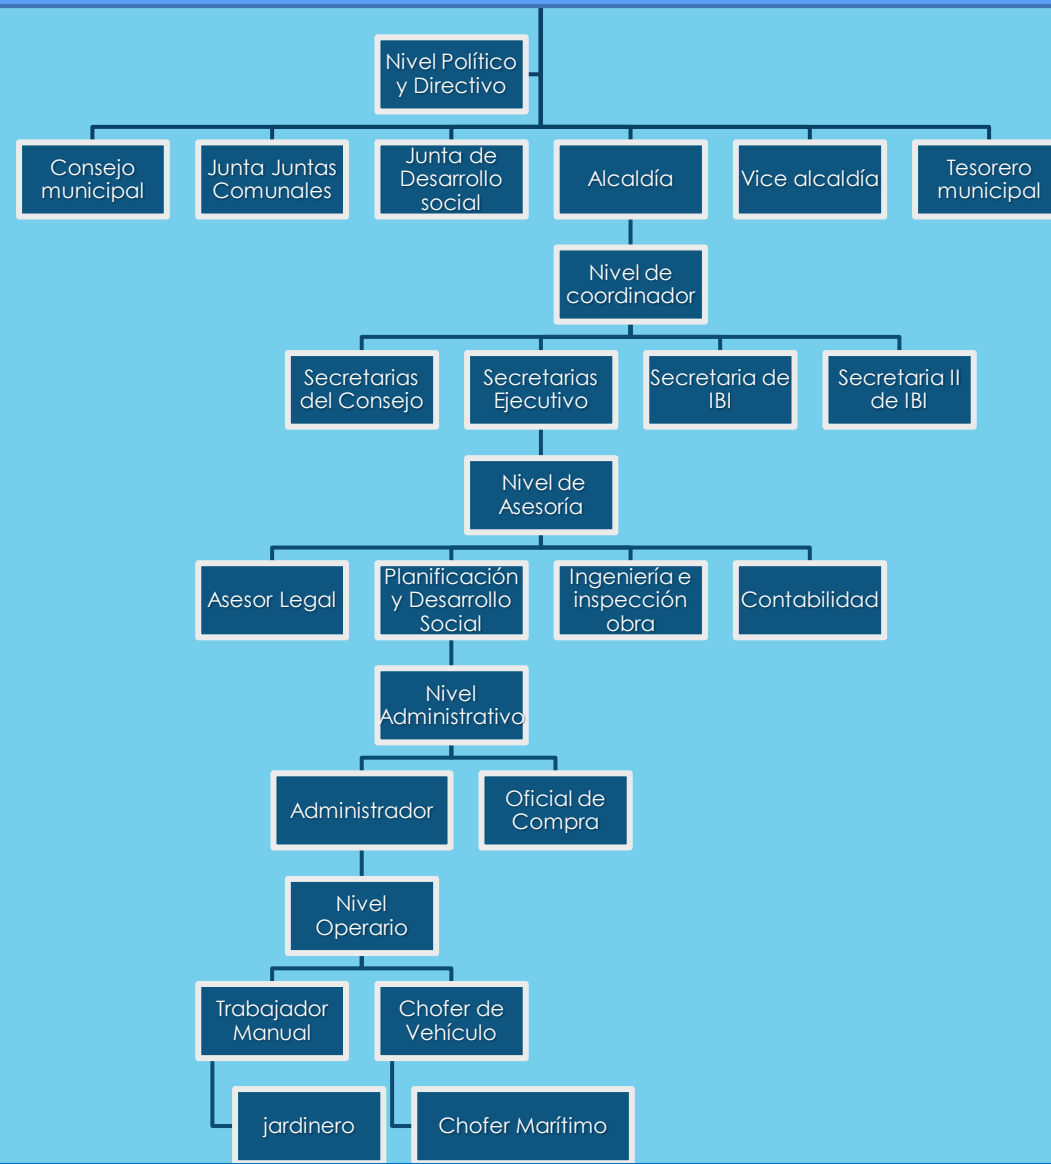 Nivel Político
y Directivo
Consejo
municipal
Junta Juntas
Comunales
Junta de
Desarrollo
social
Alcaldía
Vice alcaldía
Tesorero
municipal
Nivel de
coordinador
Secretarias
del Consejo
Secretarias
Ejecutivo
Secretaria de
IBI
Secretaria II
de IBI
Nivel de
Asesoría
Asesor Legal
Planificación
y Desarrollo
Social
Ingeniería e
inspección
obra
Contabilidad
Nivel
Administrativo
Administrador
Oficial de
Compra
Nivel
Operario
Trabajador
Manual
Chofer de
Vehículo
jardinero
Chofer Marítimo